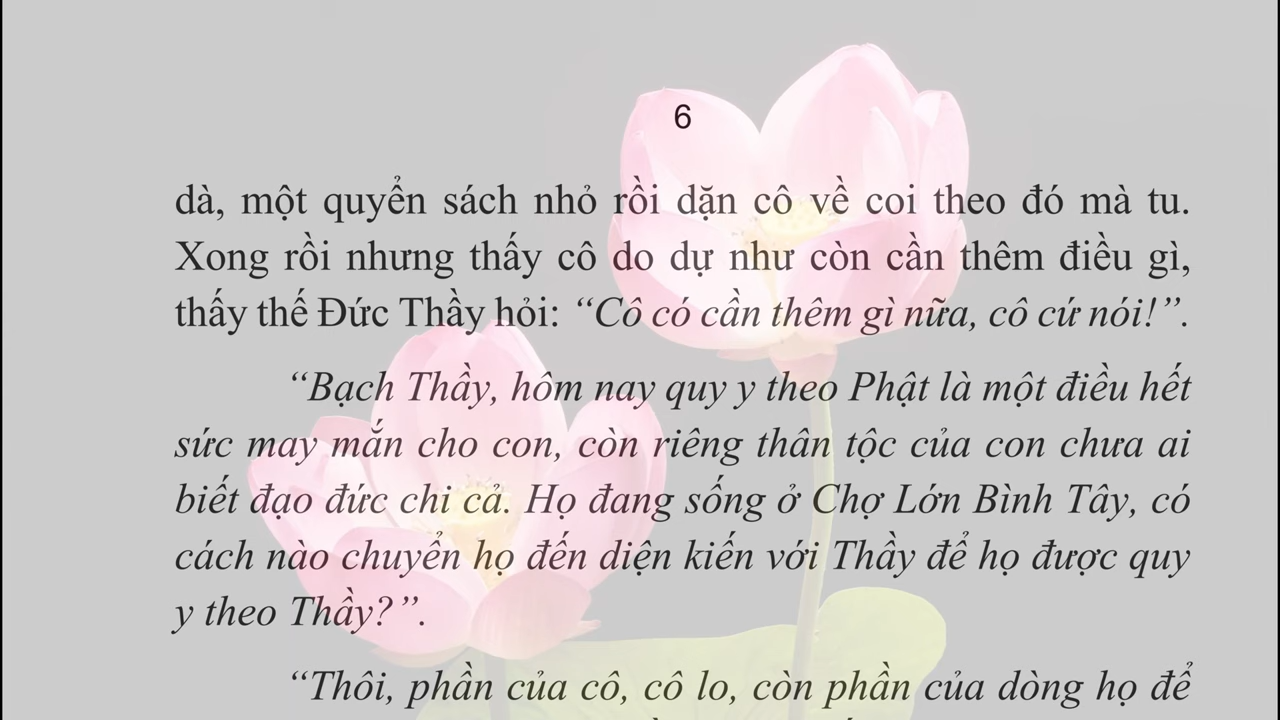 6
dà, một quyển sách nhỏ rồi dặn cô về coi theo đó mà tu.
Xong rồi nhưng thấy cô do dự như còn cần thêm điều gì,
thấy thế Đức Thầy hỏi: “Cô có cần thêm gì nữa, cô cứ nói!”.
“Bạch Thầy, hôm nay quy y theo Phật là một điều hết
sức may mắn cho con, còn riêng thân tộc của con chưa ai
biết đạo đức chi cả. Họ đang sống ở Chợ Lớn Bình Tây, có
cách nào chuyển họ đến diện kiến với Thầy để họ được quy
y theo Thầy?”.
“Thôi, phần của cô, cô lo, còn phần của dòng họ để